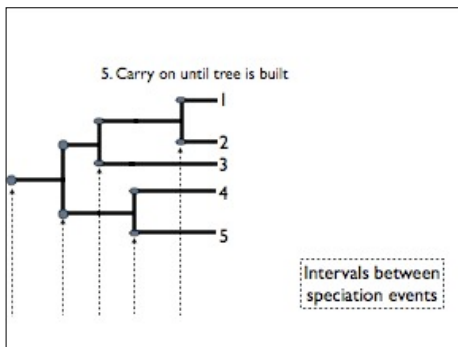 5. Carry on until tree is built
1
2
3
4
5
Intervals between
speciation events